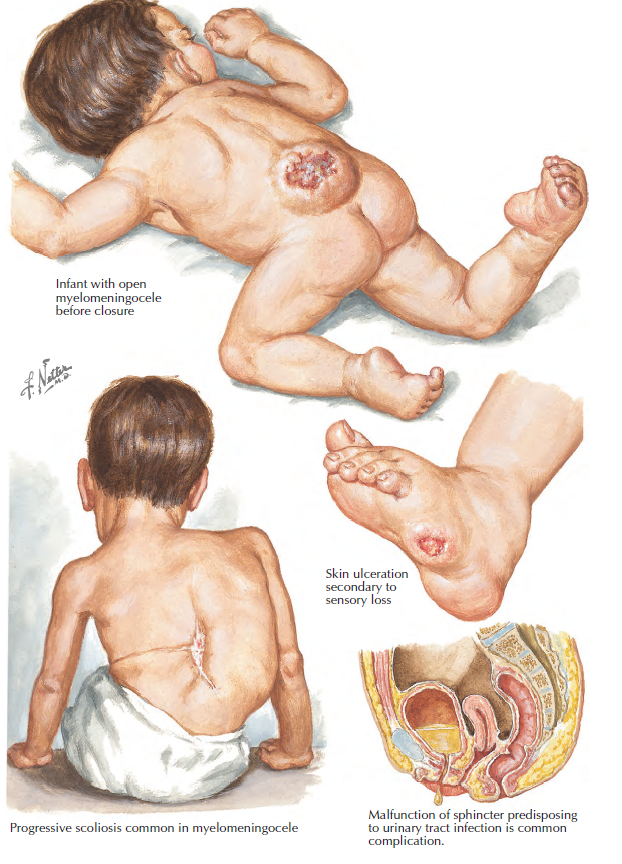 Infant with open
myelomeningocele
before closure
F. Netter
M.D.
Skin ulceration
secondary to
sensory loss
Progressive scoliosis common in myelomeningocele
Malfunction of sphincter predisposing
to urinary tract infection is common
complication.